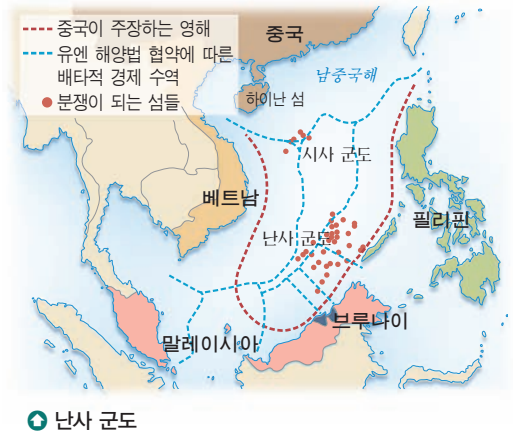 중국이 주장하는 영해
유엔 해양법 협약에 따른
배타적 경제 수역
분쟁이 되는 섬들
중국
남중국해
하이난 섬
시사 군도
베트남
필리핀
난사 군도
브루나이
말레이시아
난사 군도